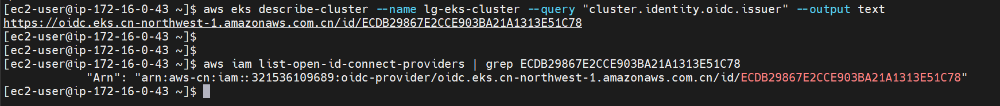 [ec2-user@ip-172-16-0-43 ~]$ aws eks describe-cluster --name lg-eks-cluster --query "cluster.identity.oidc.issuer" --output text
https://oidc.eks.cn-northwest-1.amazonaws.com.cn/id/ECDB29867E2CCE903BA21A1313E51C78
[ec2-user@ip-172-16-0-43 ~]$
[ec2-user@ip-172-16-0-43 ~]$
[ec2-user@ip-172-16-0-43 ~]$ aws iam list-open-id-connect-providers | grep ECDB29867E2CCE903BA21A1313E51C78
            "Arn": "arn:aws-cn:iam::321536109689:oidc-provider/oidc.eks.cn-northwest-1.amazonaws.com.cn/id/ECDB29867E2CCE903BA21A1313E51C78"
[ec2-user@ip-172-16-0-43 ~]$